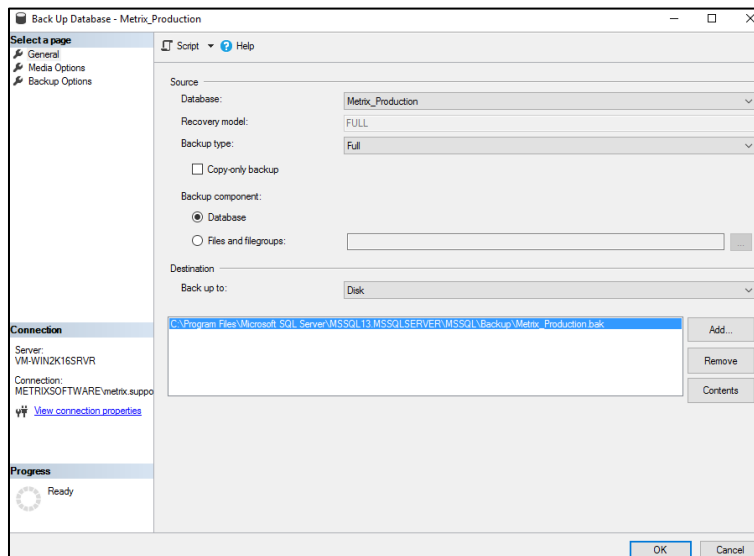 Back Up Database - Metrix_Production
Select a page
General
Media Options
Backup Options
Script
Help
Source
Database:
Metrix_Production
Recovery model:
FULL
Backup type:
Full
Copy-only backup
Backup component:
Database
Files and filegroups:
...
Destination
Back up to:
Disk
C:\Program Files\Microsoft SQL Server\MSSQL13.MSSQLSERVER\MSSQL\Backup\Metrix_Production.bak
Add...
Remove
Contents
Connection
Server:
VM-WIN2K16SRVR
Connection:
METRIXSOFTWARE\metrix.suppo
View connection properties
Progress
Ready
OK
Cancel